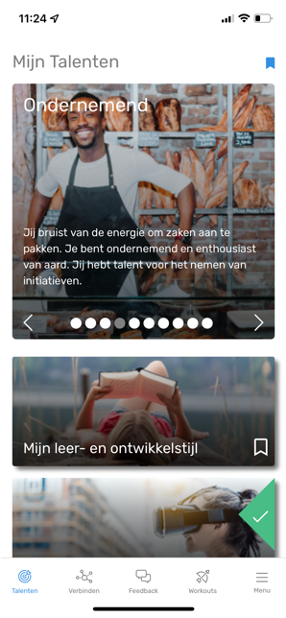 11:24
Mijn Talenten
Ondernemend
Jij bruist van de energie om zaken aan te
pakken. Je bent ondernemend en enthousiast
van aard. Jij hebt talent voor het nemen van
initiatieven.
Mijn leer- en ontwikkelstijl
Talenten
Verbinden
Feedback
Workouts
Menu